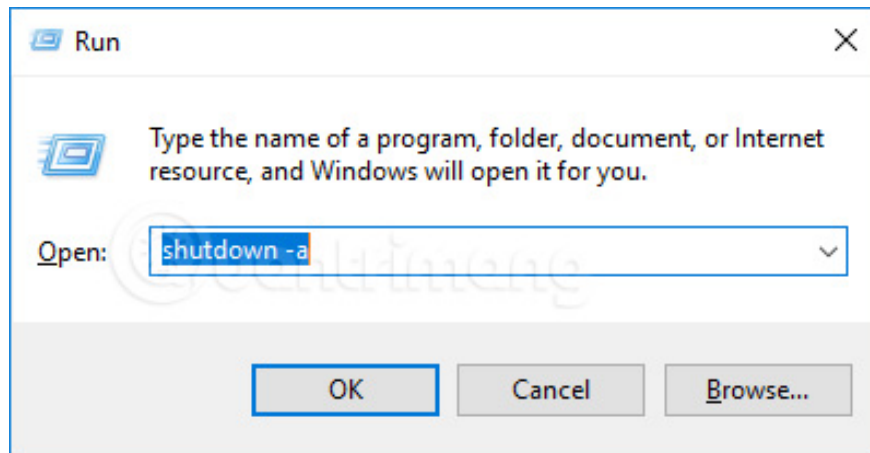 Run
Type the name of a program, folder, document, or Internet
resource, and Windows will open it for you.
Open: shutdown -a
uantrimang
OK Cancel Browse...